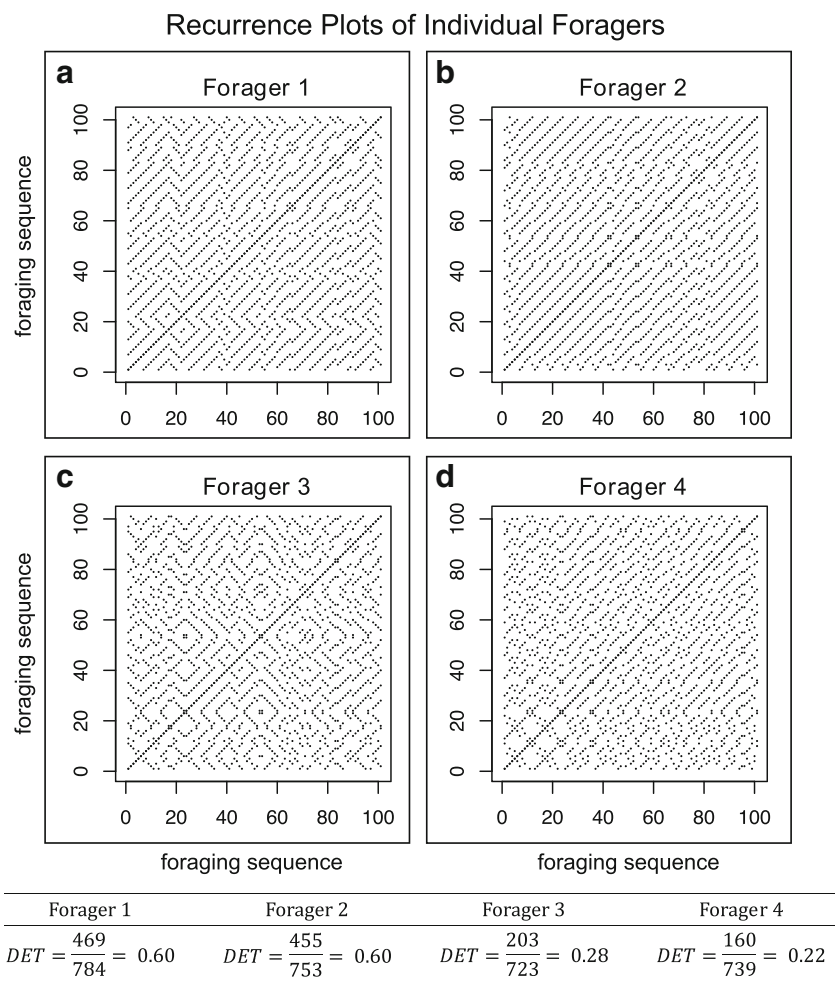 Recurrence Plots of Individual Foragers
a
Forager 1
foraging sequence
0 20 40 60 80 100
0 20 40 60 80 100
b
Forager 2
0 20 40 60 80 100
0 20 40 60 80 100
c
Forager 3
foraging sequence
0 20 40 60 80 100
0 20 40 60 80 100
foraging sequence
d
Forager 4
0 20 40 60 80 100
0 20 40 60 80 100
foraging sequence
Forager 1 Forager 2 Forager 3 Forager 4
DET = 469/784 = 0.60 DET = 455/753 = 0.60 DET = 203/723 = 0.28 DET = 160/739 = 0.22